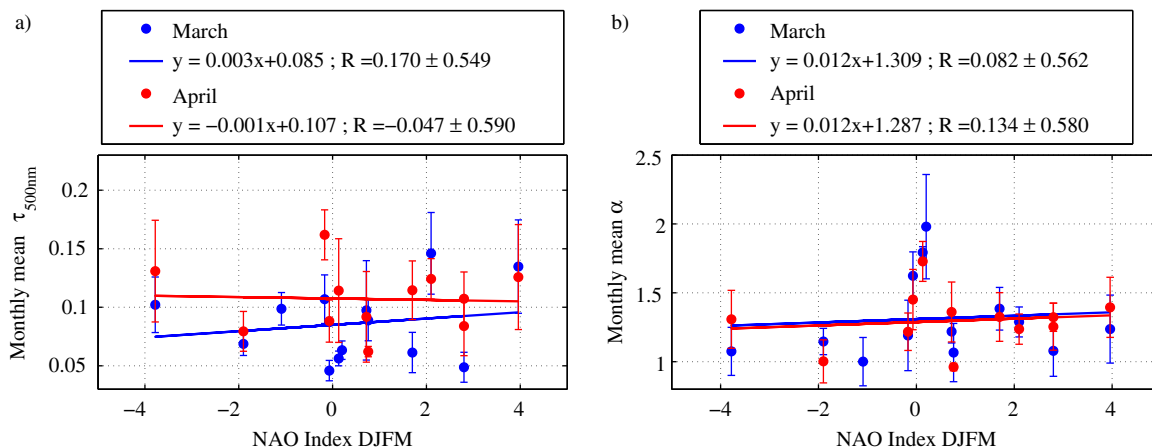 a)
March
y = 0.003x+0.085 ; R =0.170 ± 0.549
April
y = −0.001x+0.107 ; R=−0.047 ± 0.590
Monthly mean τ500nm
0.2
0.15
0.1
0.05
−4 −2 0 2 4
NAO Index DJFM
b)
March
y = 0.012x+1.309 ; R=0.082 ± 0.562
April
y = 0.012x+1.287 ; R=0.134 ± 0.580
Monthly mean α
2.5
2
1.5
1
−4 −2 0 2 4
NAO Index DJFM